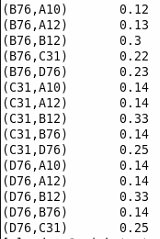 (B76,A10) 0.12
(B76,A12) 0.13
(B76,B12) 0.3
(B76,C31) 0.22
(B76,D76) 0.23
(C31,A10) 0.14
(C31,A12) 0.14
(C31,B12) 0.33
(C31,B76) 0.14
(C31,D76) 0.25
(D76,A10) 0.14
(D76,A12) 0.14
(D76,B12) 0.33
(D76,B76) 0.14
(D76,C31) 0.25